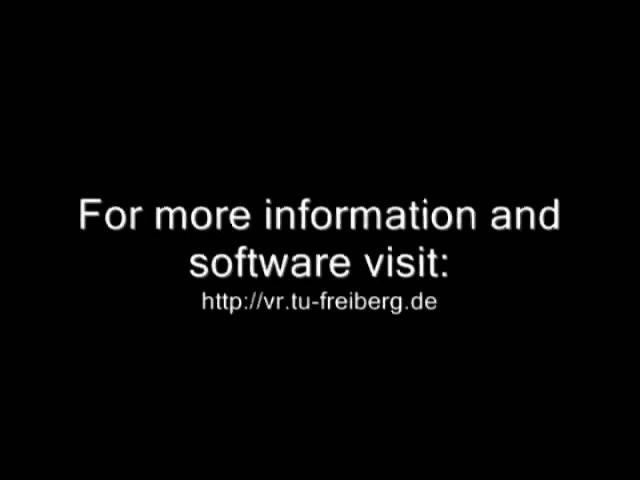 For more information and
software visit:
http://vr.tu-freiberg.de